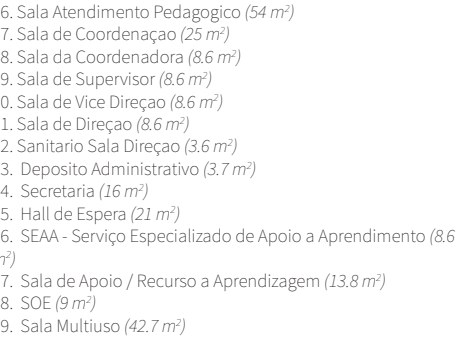 6. Sala Atendimento Pedagogico (54 m²)
7. Sala de Coordenaçao (25 m²)
8. Sala da Coordenadora (8.6 m²)
9. Sala de Supervisor (8.6 m²)
0. Sala de Vice Direçao (8.6 m²)
1. Sala de Direçao (8.6 m²)
2. Sanitario Sala Direçao (3.6 m²)
3. Deposito Administrativo (3.7 m²)
4. Secretaria (16 m²)
5. Hall de Espera (21 m²)
6. SEAA - Serviço Especializado de Apoio a Aprendimento (8.6
m²)
7. Sala de Apoio / Recurso a Aprendizagem (13.8 m²)
8. SOE (9 m²)
9. Sala Multiuso (42.7 m²)